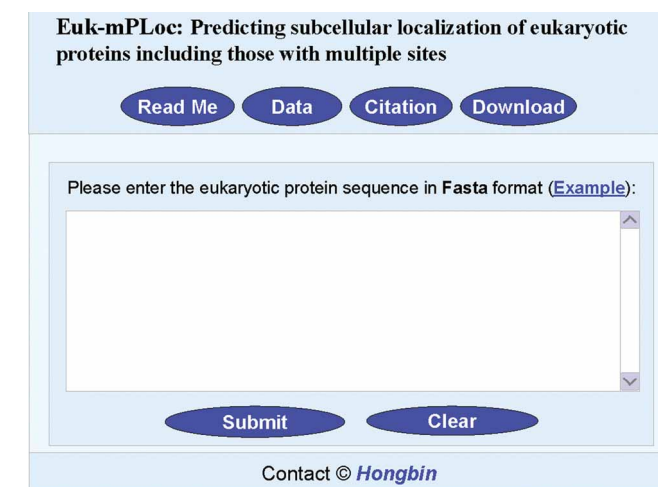 Euk-mPLoc: Predicting subcellular localization of eukaryotic
proteins including those with multiple sites
Read Me Data Citation Download
Please enter the eukaryotic protein sequence in Fasta format (Example):
Submit Clear
Contact © Hongbin